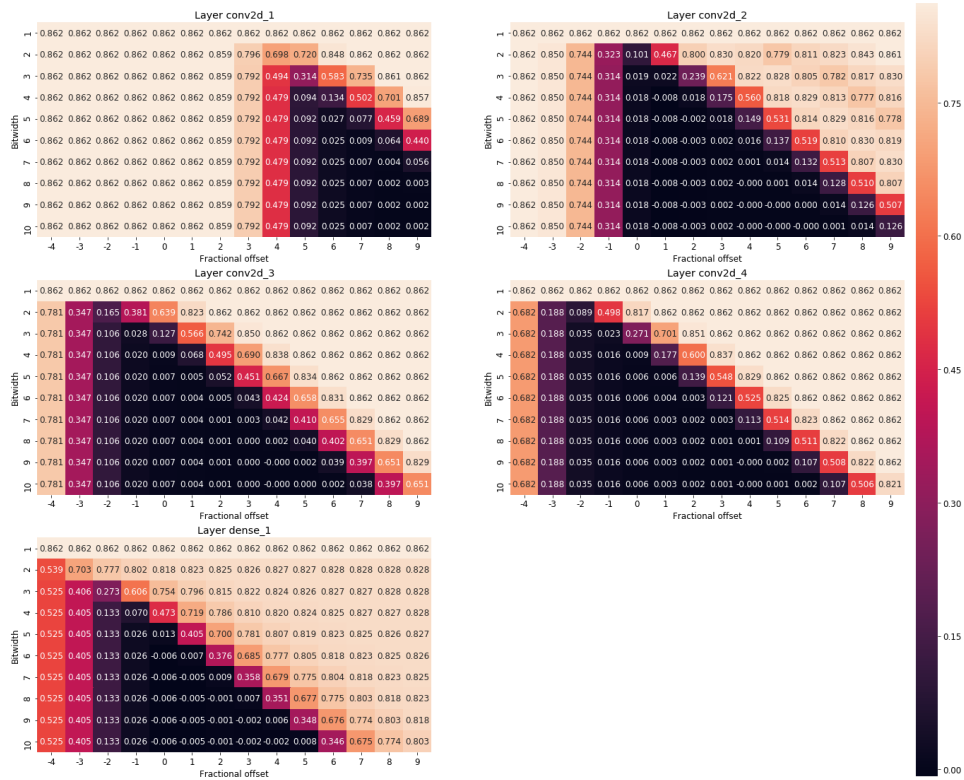 Layer conv2d_1
Bitwidth
1 0.862 0.862 0.862 0.862 0.862 0.862 0.862 0.862 0.862 0.862 0.862 0.862 0.862 0.862
2 0.862 0.862 0.862 0.862 0.862 0.862 0.859 0.796 0.698 0.720 0.848 0.862 0.862 0.862
3 0.862 0.862 0.862 0.862 0.862 0.862 0.859 0.792 0.494 0.314 0.583 0.735 0.861 0.862
4 0.862 0.862 0.862 0.862 0.862 0.862 0.859 0.792 0.479 0.094 0.134 0.502 0.701 0.857
5 0.862 0.862 0.862 0.862 0.862 0.862 0.859 0.792 0.479 0.092 0.027 0.077 0.459 0.689
6 0.862 0.862 0.862 0.862 0.862 0.862 0.859 0.792 0.479 0.092 0.025 0.009 0.064 0.440
7 0.862 0.862 0.862 0.862 0.862 0.862 0.859 0.792 0.479 0.092 0.025 0.007 0.004 0.056
8 0.862 0.862 0.862 0.862 0.862 0.862 0.859 0.792 0.479 0.092 0.025 0.007 0.002 0.003
9 0.862 0.862 0.862 0.862 0.862 0.862 0.859 0.792 0.479 0.092 0.025 0.007 0.002 0.002
10 0.862 0.862 0.862 0.862 0.862 0.862 0.859 0.792 0.479 0.092 0.025 0.007 0.002 0.002
-4 -3 -2 -1 0 1 2 3 4 5 6 7 8 9
Fractional offset
Layer conv2d_2
Bitwidth
1 0.862 0.862 0.862 0.862 0.862 0.862 0.862 0.862 0.862 0.862 0.862 0.862 0.862 0.862
2 0.862 0.850 0.744 0.323 0.101 0.467 0.800 0.830 0.820 0.779 0.811 0.823 0.843 0.861
3 0.862 0.850 0.744 0.314 0.019 0.022 0.239 0.621 0.822 0.828 0.805 0.782 0.817 0.830
4 0.862 0.850 0.744 0.314 0.018 -0.008 0.018 0.175 0.560 0.818 0.829 0.813 0.777 0.816
5 0.862 0.850 0.744 0.314 0.018 -0.008 -0.002 0.018 0.149 0.531 0.814 0.829 0.816 0.778
6 0.862 0.850 0.744 0.314 0.018 -0.008 -0.003 0.002 0.016 0.137 0.519 0.810 0.830 0.819
7 0.862 0.850 0.744 0.314 0.018 -0.008 -0.003 0.002 0.001 0.014 0.132 0.513 0.807 0.830
8 0.862 0.850 0.744 0.314 0.018 -0.008 -0.003 0.002 -0.000 0.001 0.014 0.128 0.510 0.807
9 0.862 0.850 0.744 0.314 0.018 -0.008 -0.003 0.002 -0.000 -0.000 0.000 0.014 0.126 0.507
10 0.862 0.850 0.744 0.314 0.018 -0.008 -0.003 0.002 -0.000 -0.000 -0.000 0.001 0.014 0.126
-4 -3 -2 -1 0 1 2 3 4 5 6 7 8 9
Fractional offset
Layer conv2d_3
Bitwidth
1 0.862 0.862 0.862 0.862 0.862 0.862 0.862 0.862 0.862 0.862 0.862 0.862 0.862 0.862
2 0.781 0.347 0.165 0.381 0.639 0.823 0.862 0.862 0.862 0.862 0.862 0.862 0.862 0.862
3 0.781 0.347 0.106 0.028 0.127 0.566 0.742 0.850 0.862 0.862 0.862 0.862 0.862 0.862
4 0.781 0.347 0.106 0.020 0.009 0.068 0.495 0.690 0.838 0.862 0.862 0.862 0.862 0.862
5 0.781 0.347 0.106 0.020 0.007 0.005 0.052 0.451 0.667 0.834 0.862 0.862 0.862 0.862
6 0.781 0.347 0.106 0.020 0.007 0.004 0.005 0.043 0.424 0.658 0.831 0.862 0.862 0.862
7 0.781 0.347 0.106 0.020 0.007 0.004 0.001 0.003 0.042 0.410 0.655 0.829 0.862 0.862
8 0.781 0.347 0.106 0.020 0.007 0.004 0.001 0.000 0.002 0.040 0.402 0.651 0.829 0.862
9 0.781 0.347 0.106 0.020 0.007 0.004 0.001 0.000 -0.000 0.002 0.039 0.397 0.651 0.829
10 0.781 0.347 0.106 0.020 0.007 0.004 0.001 0.000 -0.000 0.000 0.002 0.038 0.397 0.651
-4 -3 -2 -1 0 1 2 3 4 5 6 7 8 9
Fractional offset
Layer conv2d_4
Bitwidth
1 0.862 0.862 0.862 0.862 0.862 0.862 0.862 0.862 0.862 0.862 0.862 0.862 0.862 0.862
2 0.682 0.188 0.089 0.498 0.817 0.862 0.862 0.862 0.862 0.862 0.862 0.862 0.862 0.862
3 0.682 0.188 0.035 0.023 0.271 0.701 0.851 0.862 0.862 0.862 0.862 0.862 0.862 0.862
4 0.682 0.188 0.035 0.016 0.009 0.177 0.600 0.837 0.862 0.862 0.862 0.862 0.862 0.862
5 0.682 0.188 0.035 0.016 0.006 0.006 0.139 0.548 0.829 0.862 0.862 0.862 0.862 0.862
6 0.682 0.188 0.035 0.016 0.006 0.004 0.003 0.121 0.525 0.825 0.862 0.862 0.862 0.862
7 0.682 0.188 0.035 0.016 0.006 0.003 0.002 0.004 0.113 0.514 0.823 0.862 0.862 0.862
8 0.682 0.188 0.035 0.016 0.006 0.003 0.002 0.001 0.001 0.109 0.511 0.822 0.862 0.862
9 0.682 0.188 0.035 0.016 0.006 0.003 0.002 0.001 -0.000 0.002 0.107 0.508 0.822 0.862
10 0.682 0.188 0.035 0.016 0.006 0.003 0.002 0.001 -0.000 0.001 0.002 0.107 0.506 0.821
-4 -3 -2 -1 0 1 2 3 4 5 6 7 8 9
Fractional offset
Layer dense_1
Bitwidth
1 0.862 0.862 0.862 0.862 0.862 0.862 0.862 0.862 0.862 0.862 0.862 0.862 0.862 0.862
2 0.539 0.703 0.777 0.802 0.818 0.823 0.825 0.826 0.827 0.828 0.828 0.828 0.828 0.828
3 0.525 0.406 0.273 0.606 0.754 0.796 0.815 0.822 0.824 0.826 0.827 0.827 0.828 0.828
4 0.525 0.405 0.133 0.070 0.473 0.719 0.786 0.810 0.820 0.824 0.825 0.827 0.827 0.828
5 0.525 0.405 0.133 0.026 0.013 0.405 0.700 0.781 0.807 0.819 0.823 0.825 0.826 0.827
6 0.525 0.405 0.133 0.026 -0.006 0.007 0.376 0.685 0.777 0.805 0.818 0.823 0.825 0.826
7 0.525 0.405 0.133 0.026 -0.006 -0.005 0.009 0.358 0.679 0.775 0.804 0.818 0.823 0.825
8 0.525 0.405 0.133 0.026 -0.006 -0.005 -0.001 0.007 0.351 0.677 0.775 0.803 0.818 0.823
9 0.525 0.405 0.133 0.026 -0.006 -0.005 -0.001 -0.002 0.006 0.348 0.676 0.774 0.803 0.818
10 0.525 0.405 0.133 0.026 -0.006 -0.005 -0.001 -0.002 -0.002 0.008 0.346 0.675 0.774 0.803
-4 -3 -2 -1 0 1 2 3 4 5 6 7 8 9
Fractional offset
0.75
0.60
0.45
0.30
0.15
0.00